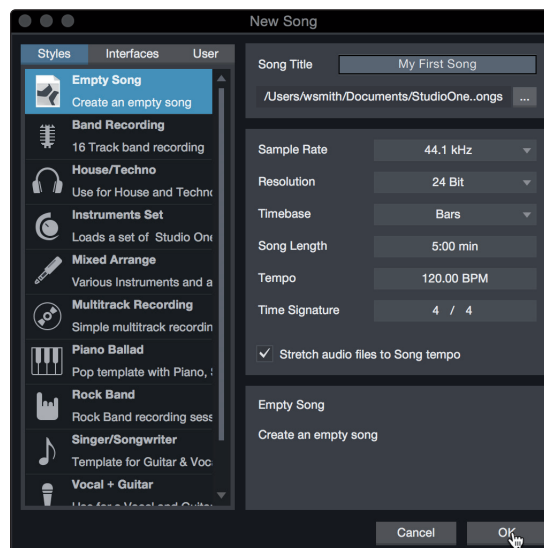 New Song
Styles Interfaces User
Empty Song
Create an empty song
Band Recording
16 Track band recording
House/Techno
Use for House and Techno
Instruments Set
Loads a set of Studio One
Mixed Arrange
Various Instruments and a
Multitrack Recording
Simple multitrack recordin
Piano Ballad
Pop template with Piano,
Rock Band
Rock Band recording sess
Singer/Songwriter
Template for Guitar & Voc
Vocal + Guitar
Song Title My First Song
/Users/wsmith/Documents/StudioOne..ongs ...
Sample Rate 44.1 kHz
Resolution 24 Bit
Timebase Bars
Song Length 5:00 min
Tempo 120.00 BPM
Time Signature 4 / 4
Stretch audio files to Song tempo
Empty Song
Create an empty song
Cancel OK